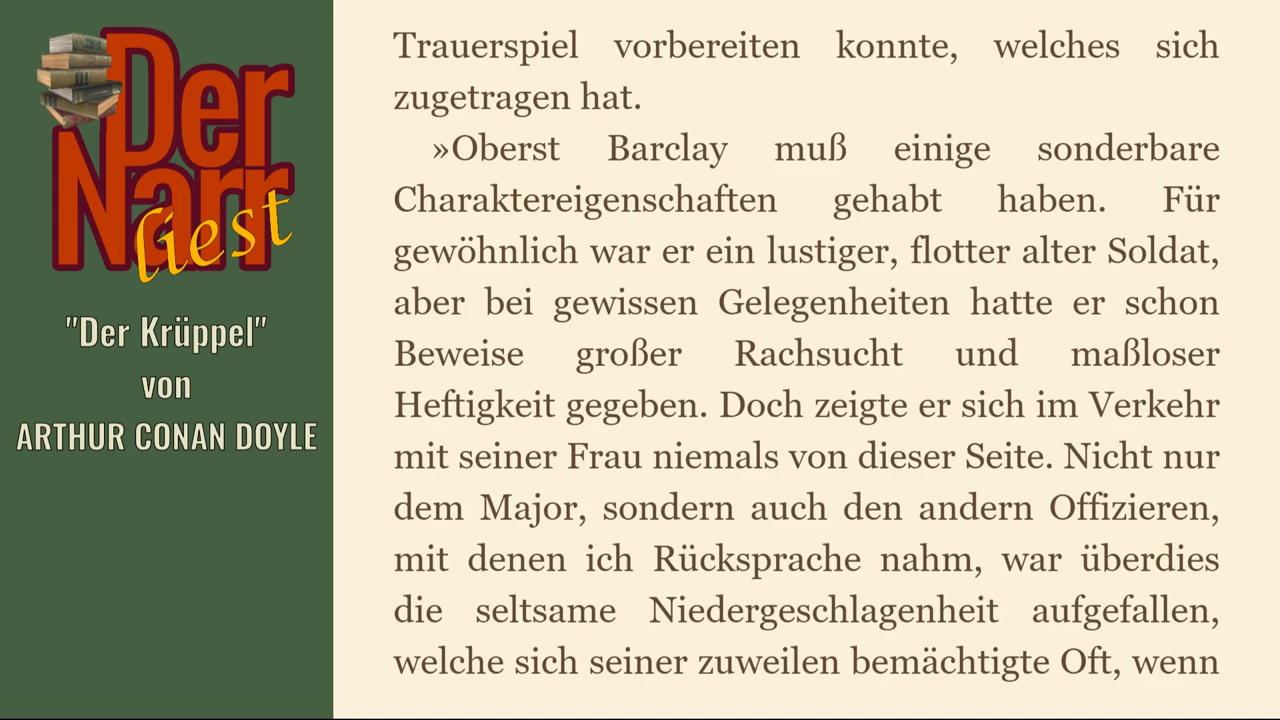 Der
Narr
liest
"Der Krüppel"
von
ARTHUR CONAN DOYLE
Trauerspiel vorbereiten konnte, welches sich
zugetragen hat.
»Oberst Barclay muß einige sonderbare
Charaktereigenschaften gehabt haben. Für
gewöhnlich war er ein lustiger, flotter alter Soldat,
aber bei gewissen Gelegenheiten hatte er schon
Beweise großer Rachsucht und maßloser
Heftigkeit gegeben. Doch zeigte er sich im Verkehr
mit seiner Frau niemals von dieser Seite. Nicht nur
dem Major, sondern auch den andern Offizieren,
mit denen ich Rücksprache nahm, war überdies
die seltsame Niedergeschlagenheit aufgefallen,
welche sich seiner zuweilen bemächtigte Oft, wenn